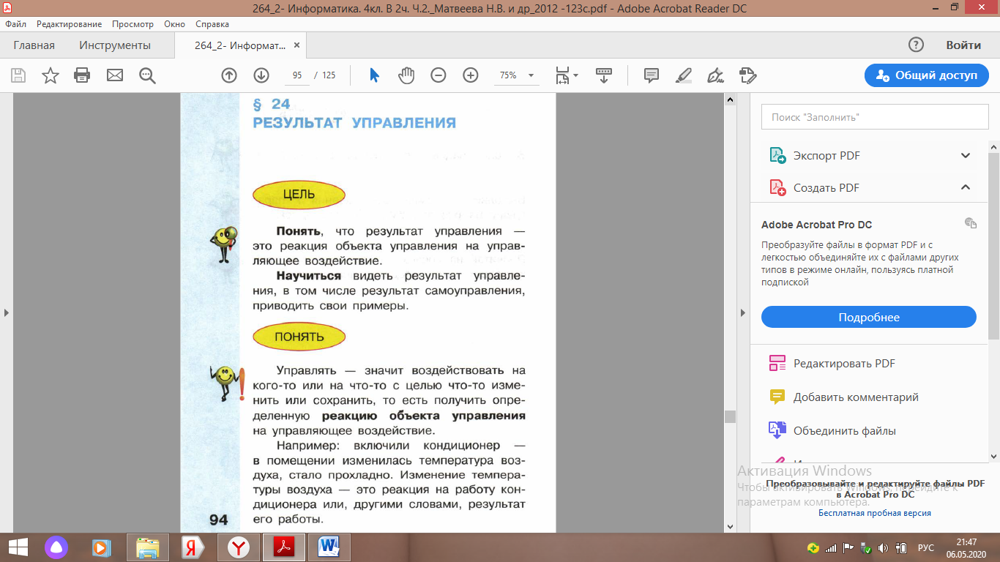 264_2- Информатика. 4кл. В 2ч. Ч.2._Матвеева Н.В. и др_2012 -123с.pdf - Adobe Acrobat Reader DC
Файл Редактирование Просмотр Окно Справка
Главная Инструменты 264_2- Информат... × ? Войти
95 / 125 75% Общий доступ
§ 24
РЕЗУЛЬТАТ УПРАВЛЕНИЯ
ЦЕЛЬ
Понять, что результат управления —
это реакция объекта управления на управ-
ляющее воздействие.
Научиться видеть результат управле-
ния, в том числе результат самоуправления,
приводить свои примеры.
ПОНЯТЬ
Управлять — значит воздействовать на
кого-то или на что-то с целью что-то изме-
нить или сохранить, то есть получить опре-
деленную реакцию объекта управления
на управляющее воздействие.
Например: включили кондиционер —
в помещении изменилась температура воз-
духа, стало прохладно. Изменение темпера-
туры воздуха — это реакция на работу кон-
диционера или, другими словами, результат
его работы.
94
Поиск "Заполнить"
Экспорт PDF
Создать PDF
Adobe Acrobat Pro DC
Преобразуйте файлы в формат PDF и с
легкостью объединяйте их с файлами других
типов в режиме онлайн, пользуясь платной
подпиской
Подробнее
Редактировать PDF
Добавить комментарий
Объединить файлы
Активация Windows
Чтобы активировать Windows, перейдите к
параметрам компьютера.
Преобразовывайте и редактируйте файлы PDF
в Acrobat Pro DC
Бесплатная пробная версия
РУС
21:47
06.05.2020